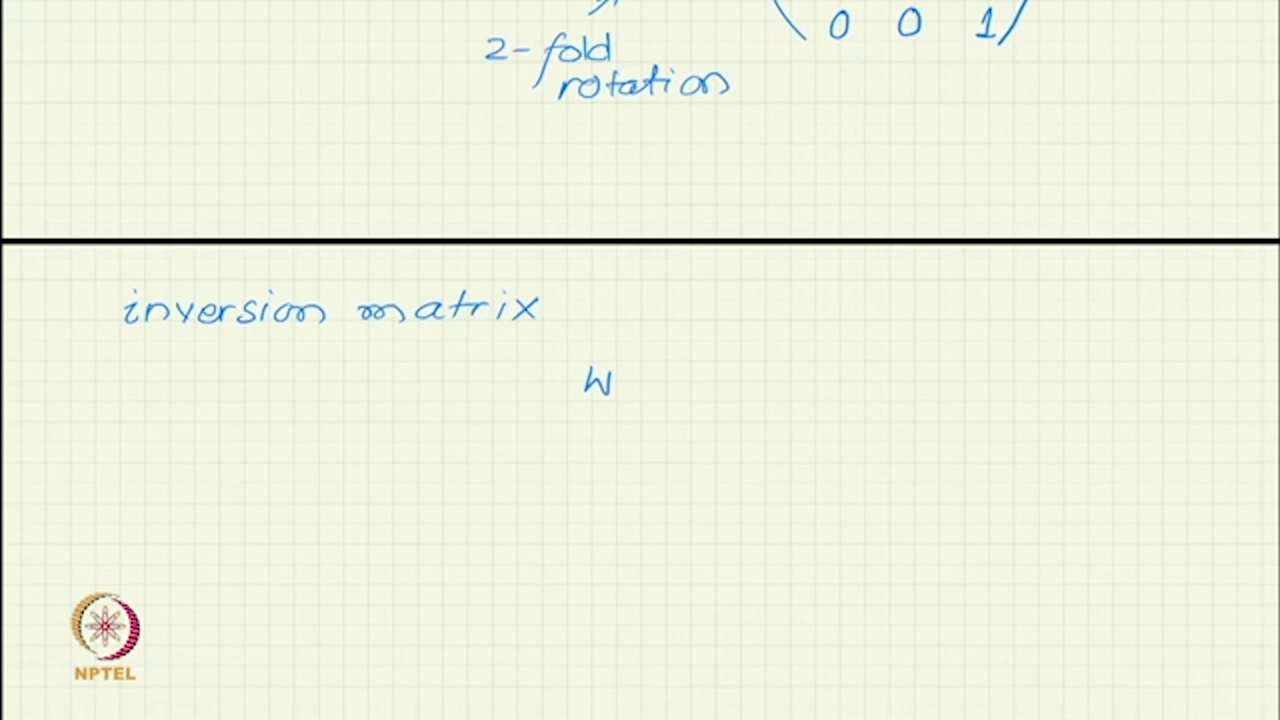 0 0 1
2-fold
rotation
inversion matrix
W
NPTEL